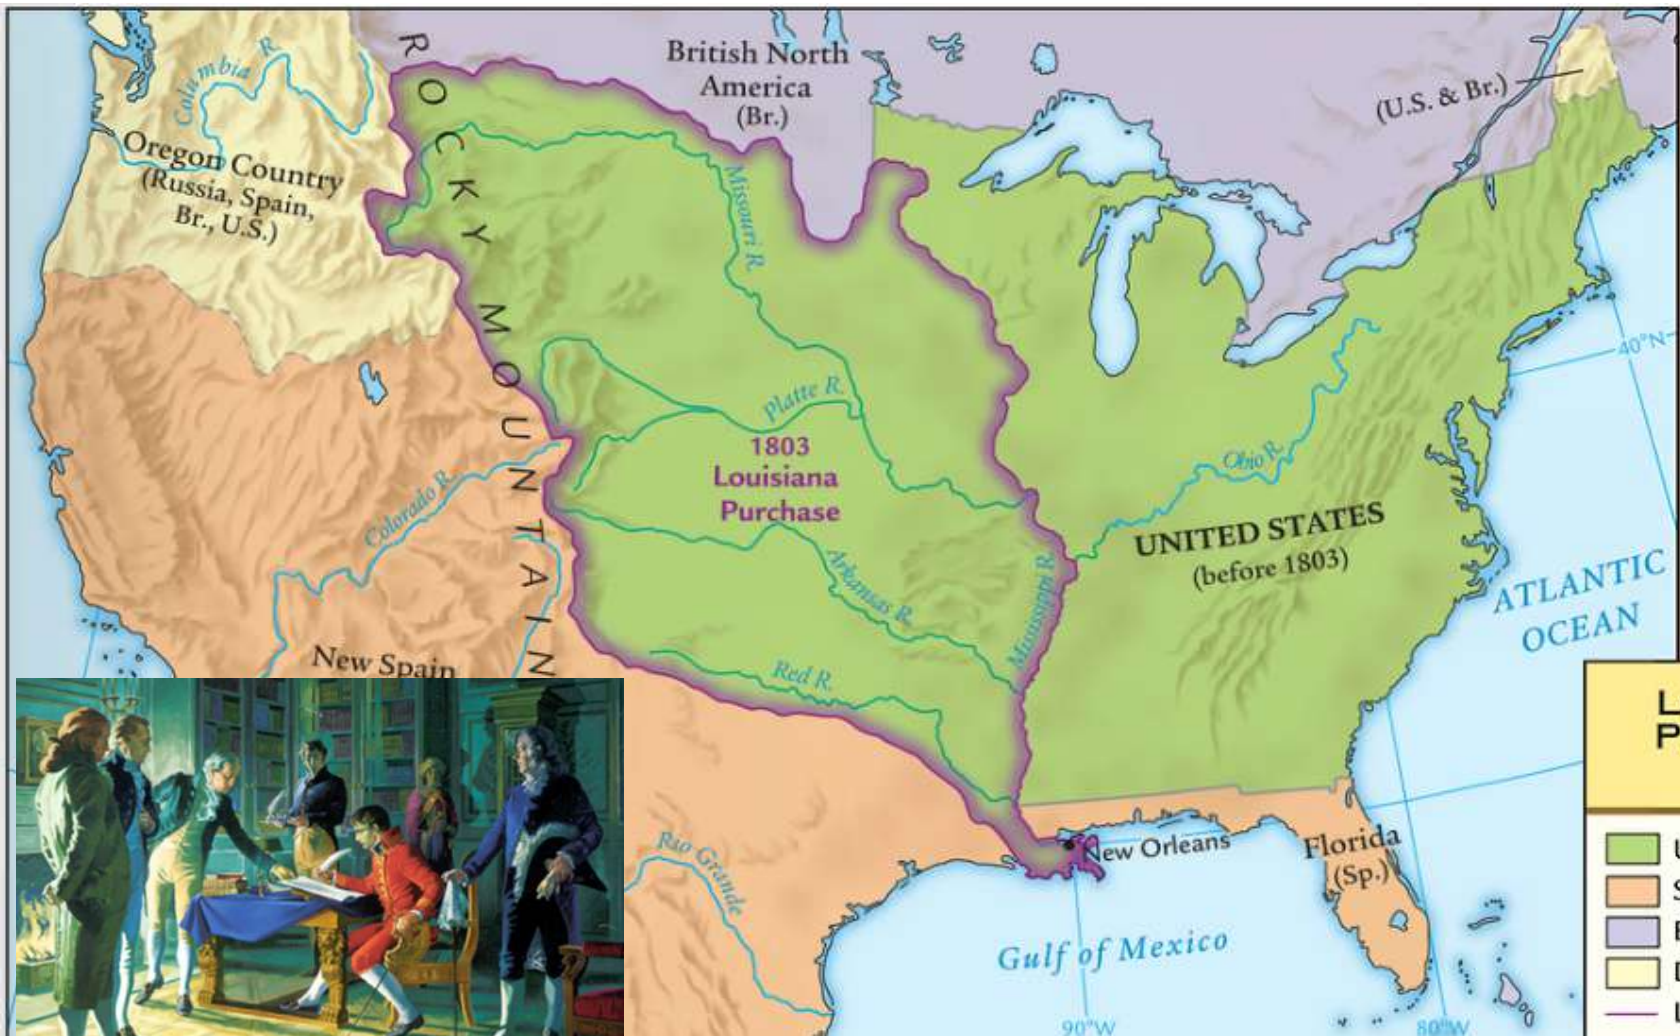 ROCKY MOUNTAIN
British North
America
(Br.)
(U.S. & Br.)
Columbia R.
Oregon Country
(Russia, Spain,
Br., U.S.)
Missouri R.
40°N
Platte R.
1803
Louisiana
Purchase
Colorado R.
Ohio R.
UNITED STATES
(before 1803)
Arkansas R.
Mississippi R.
ATLANTIC
OCEAN
New Spain
Red R.
L
P
Rio Grande
New Orleans
Florida
(Sp.)
Gulf of Mexico
90°W
80°W